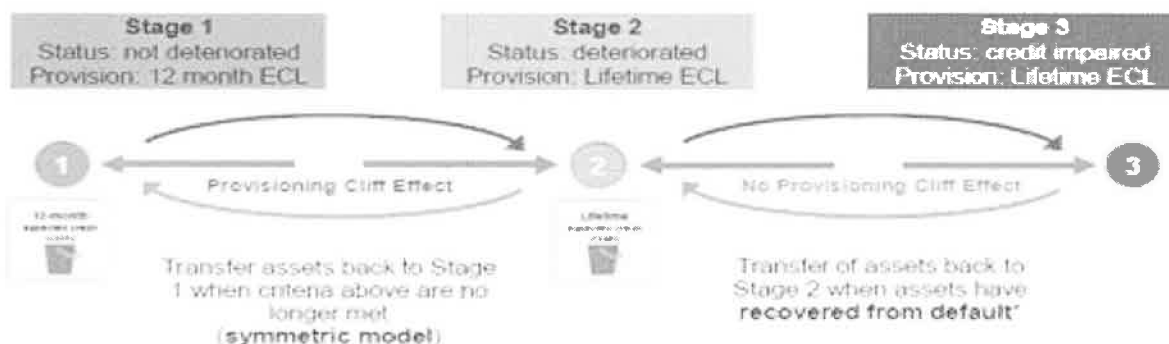 Stage 1
Status: not deteriorated
Provision: 12 month ECL
Stage 2
Status: deteriorated
Provision: Lifetime ECL
Stage 3
Status: credit impaired
Provision: Lifetime ECL
1
Provisioning Cliff Effect
2
No Provisioning Cliff Effect
3
12-month
Lifetime
Transfer assets back to Stage
1 when criteria above are no
longer met
(symmetric model)
Transfer of assets back to
Stage 2 when assets have
recovered from default*